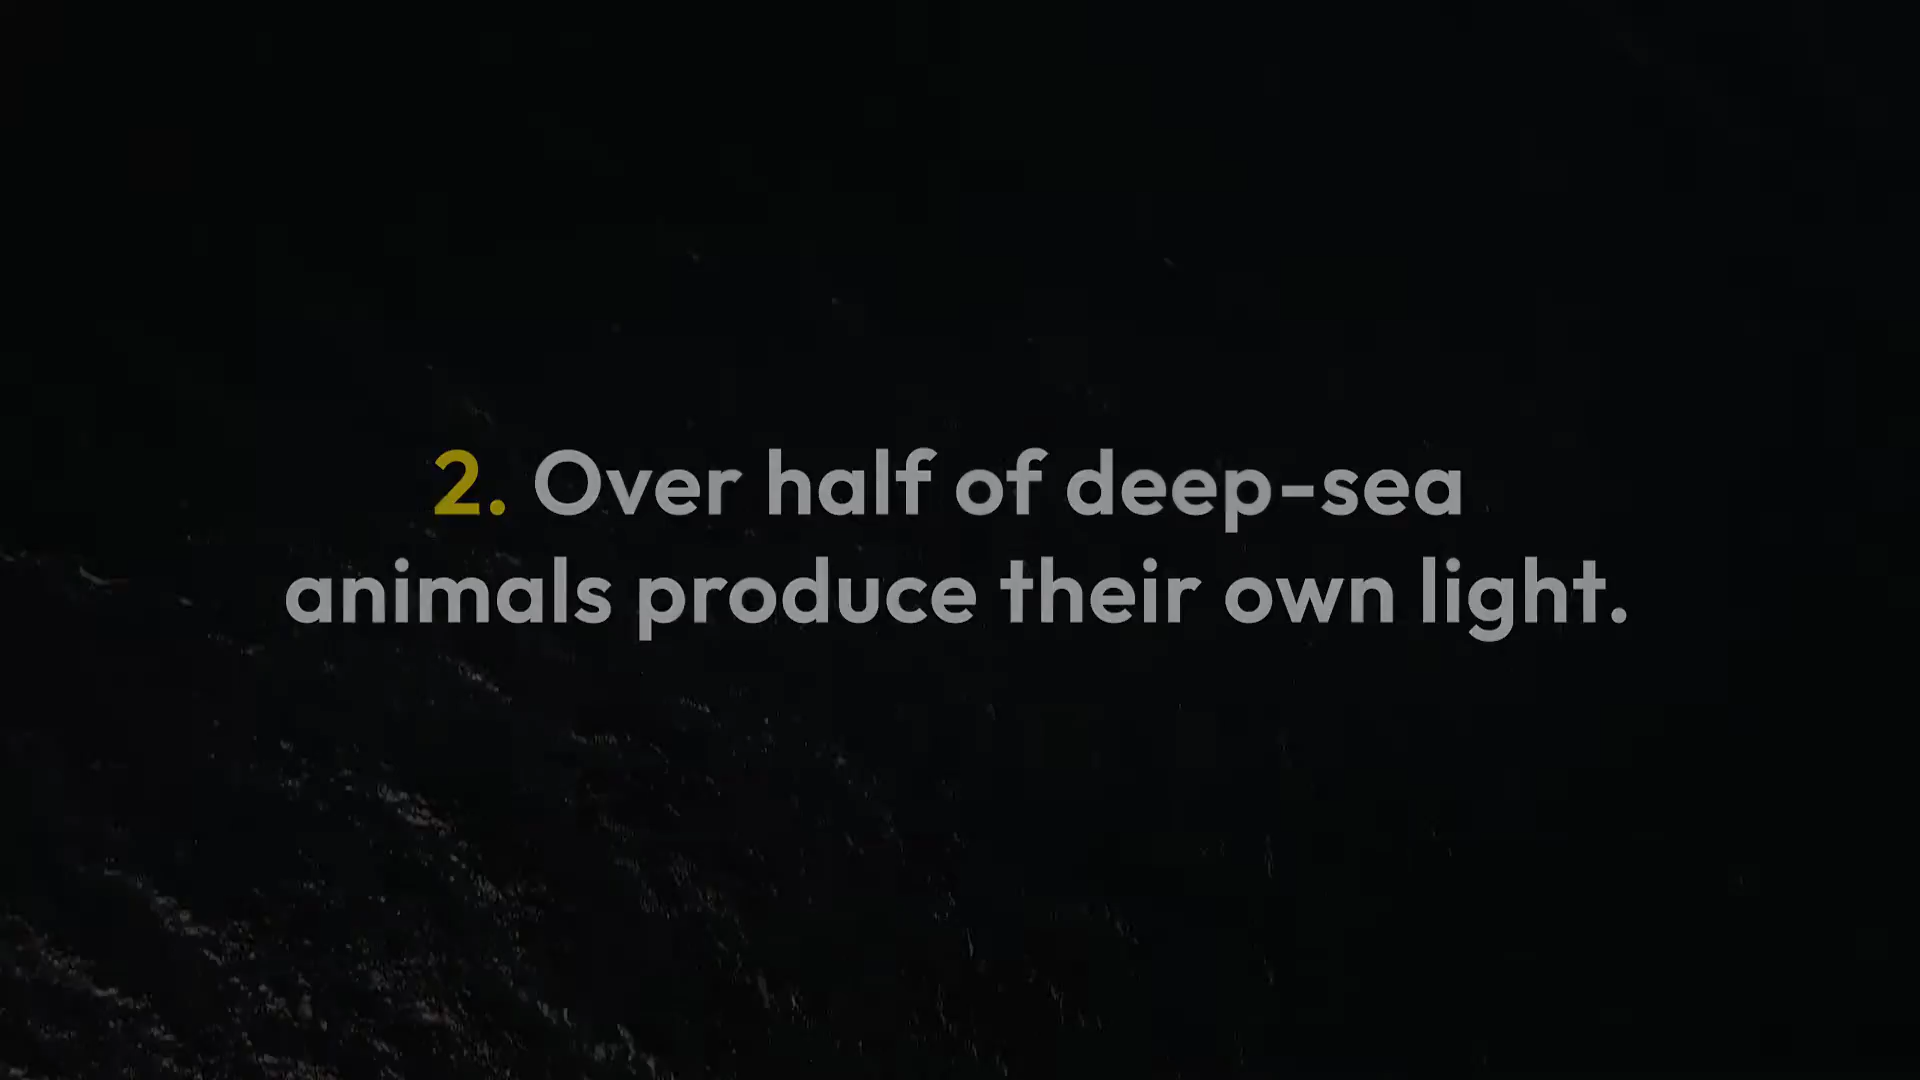 2. Over half of deep-sea
animals produce their own light.